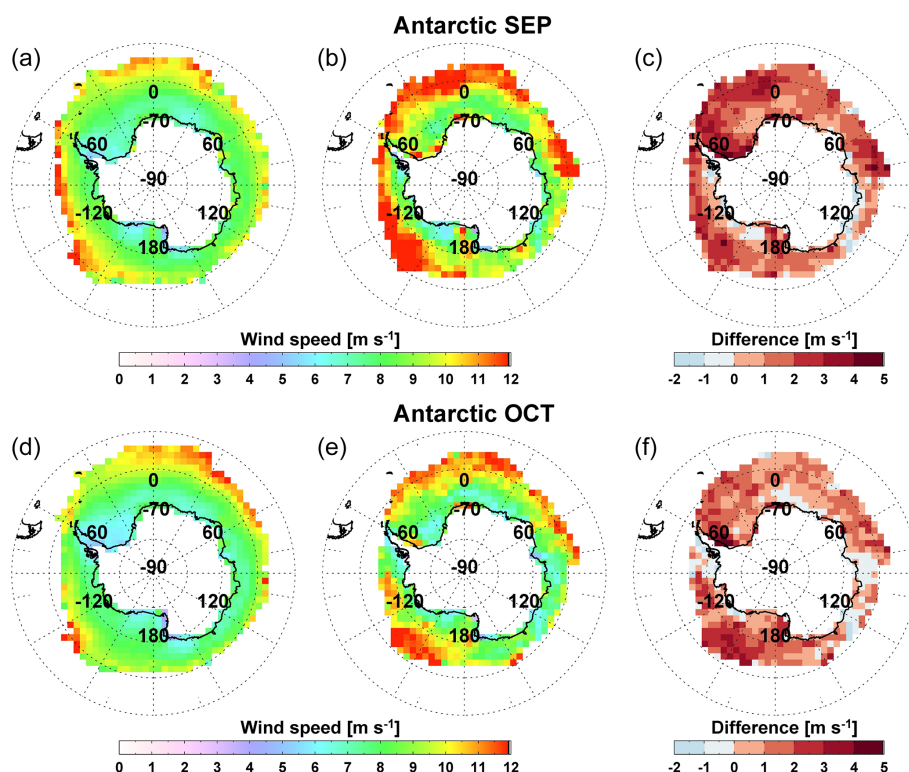 Antarctic SEP
(a) (b) (c)
0 0 0
-70 -70 -70
60 60 60 60 60 60
-90 -90 -90
-120 120 -120 120 -120 120
180 180 180
Wind speed [m s-1] Difference [m s-1]
0 1 2 3 4 5 6 7 8 9 10 11 12 -2 -1 0 1 2 3 4 5
Antarctic OCT
(d) (e) (f)
0 0 0
-70 -70 -70
60 60 60 60 60 60
-90 -90 -90
-120 120 -120 120 -120 120
180 180 180
Wind speed [m s-1] Difference [m s-1]
0 1 2 3 4 5 6 7 8 9 10 11 12 -2 -1 0 1 2 3 4 5